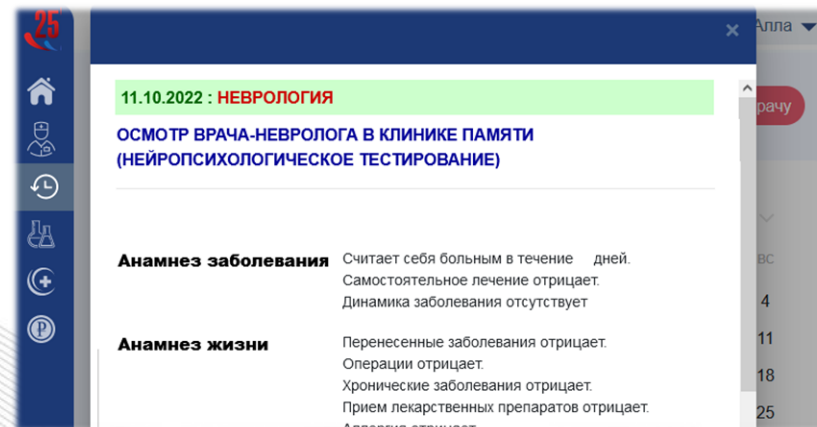 25
Алла
рачу
11.10.2022 : НЕВРОЛОГИЯ
ОСМОТР ВРАЧА-НЕВРОЛОГА В КЛИНИКЕ ПАМЯТИ
(НЕЙРОПСИХОЛОГИЧЕСКОЕ ТЕСТИРОВАНИЕ)
Анамнез заболевания Считает себя больным в течение дней.
Самостоятельное лечение отрицает.
Динамика заболевания отсутствует
Анамнез жизни Перенесенные заболевания отрицает.
Операции отрицает.
Хронические заболевания отрицает.
Прием лекарственных препаратов отрицает.
Аллергия отрицает
вс
4
11
18
25